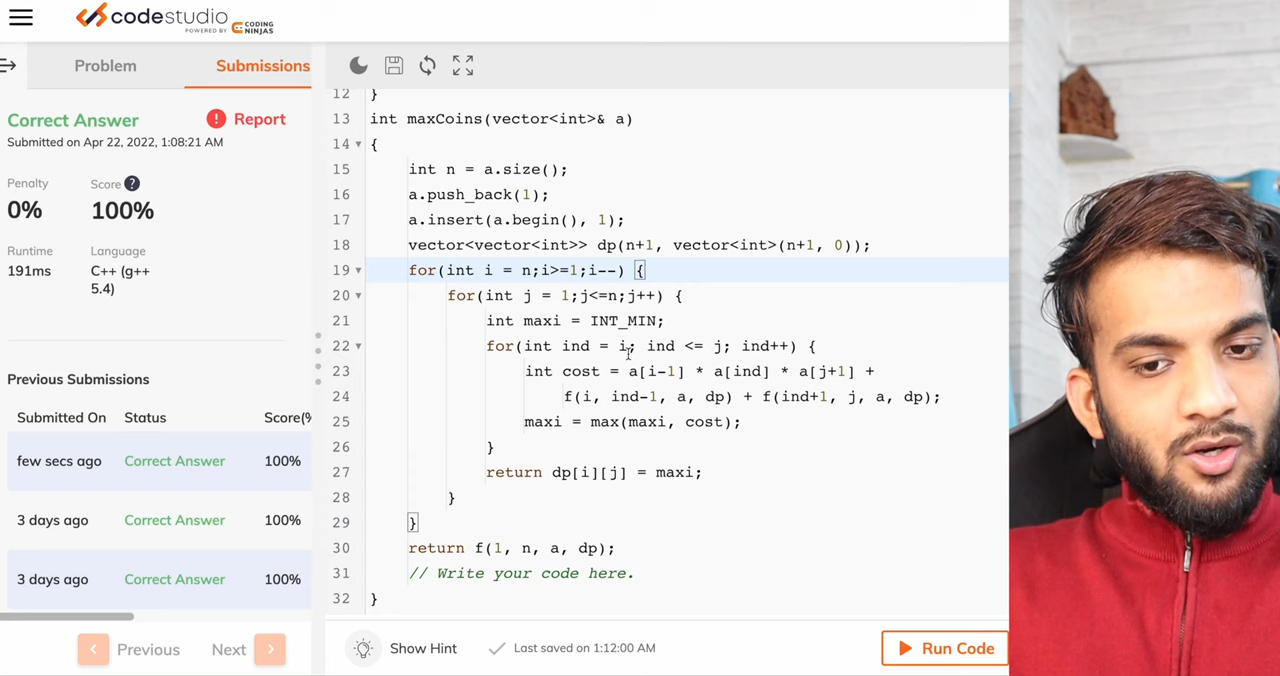 codestudio
POWERED BY CODING NINJAS
Problem
Submissions
Correct Answer
! Report
Submitted on Apr 22, 2022, 1:08:21 AM
Penalty
Score ?
0%
100%
Runtime
Language
191ms
C++ (g++
5.4)
Previous Submissions
Submitted On Status Score(%
few secs ago Correct Answer 100%
3 days ago Correct Answer 100%
3 days ago Correct Answer 100%
Previous Next
12 }
13 int maxCoins(vector<int>& a)
14 {
15 int n = a.size();
16 a.push_back(1);
17 a.insert(a.begin(), 1);
18 vector<vector<int>> dp(n+1, vector<int>(n+1, 0));
19 for(int i = n;i>=1;i--) {
20 for(int j = 1;j<=n;j++) {
21 int maxi = INT_MIN;
22 for(int ind = i; ind <= j; ind++) {
23 int cost = a[i-1] * a[ind] * a[j+1] +
24 f(i, ind-1, a, dp) + f(ind+1, j, a, dp);
25 maxi = max(maxi, cost);
26 }
27 return dp[i][j] = maxi;
28 }
29 }
30 return f(1, n, a, dp);
31 // Write your code here.
32 }
Show Hint
Last saved on 1:12:00 AM
Run Code